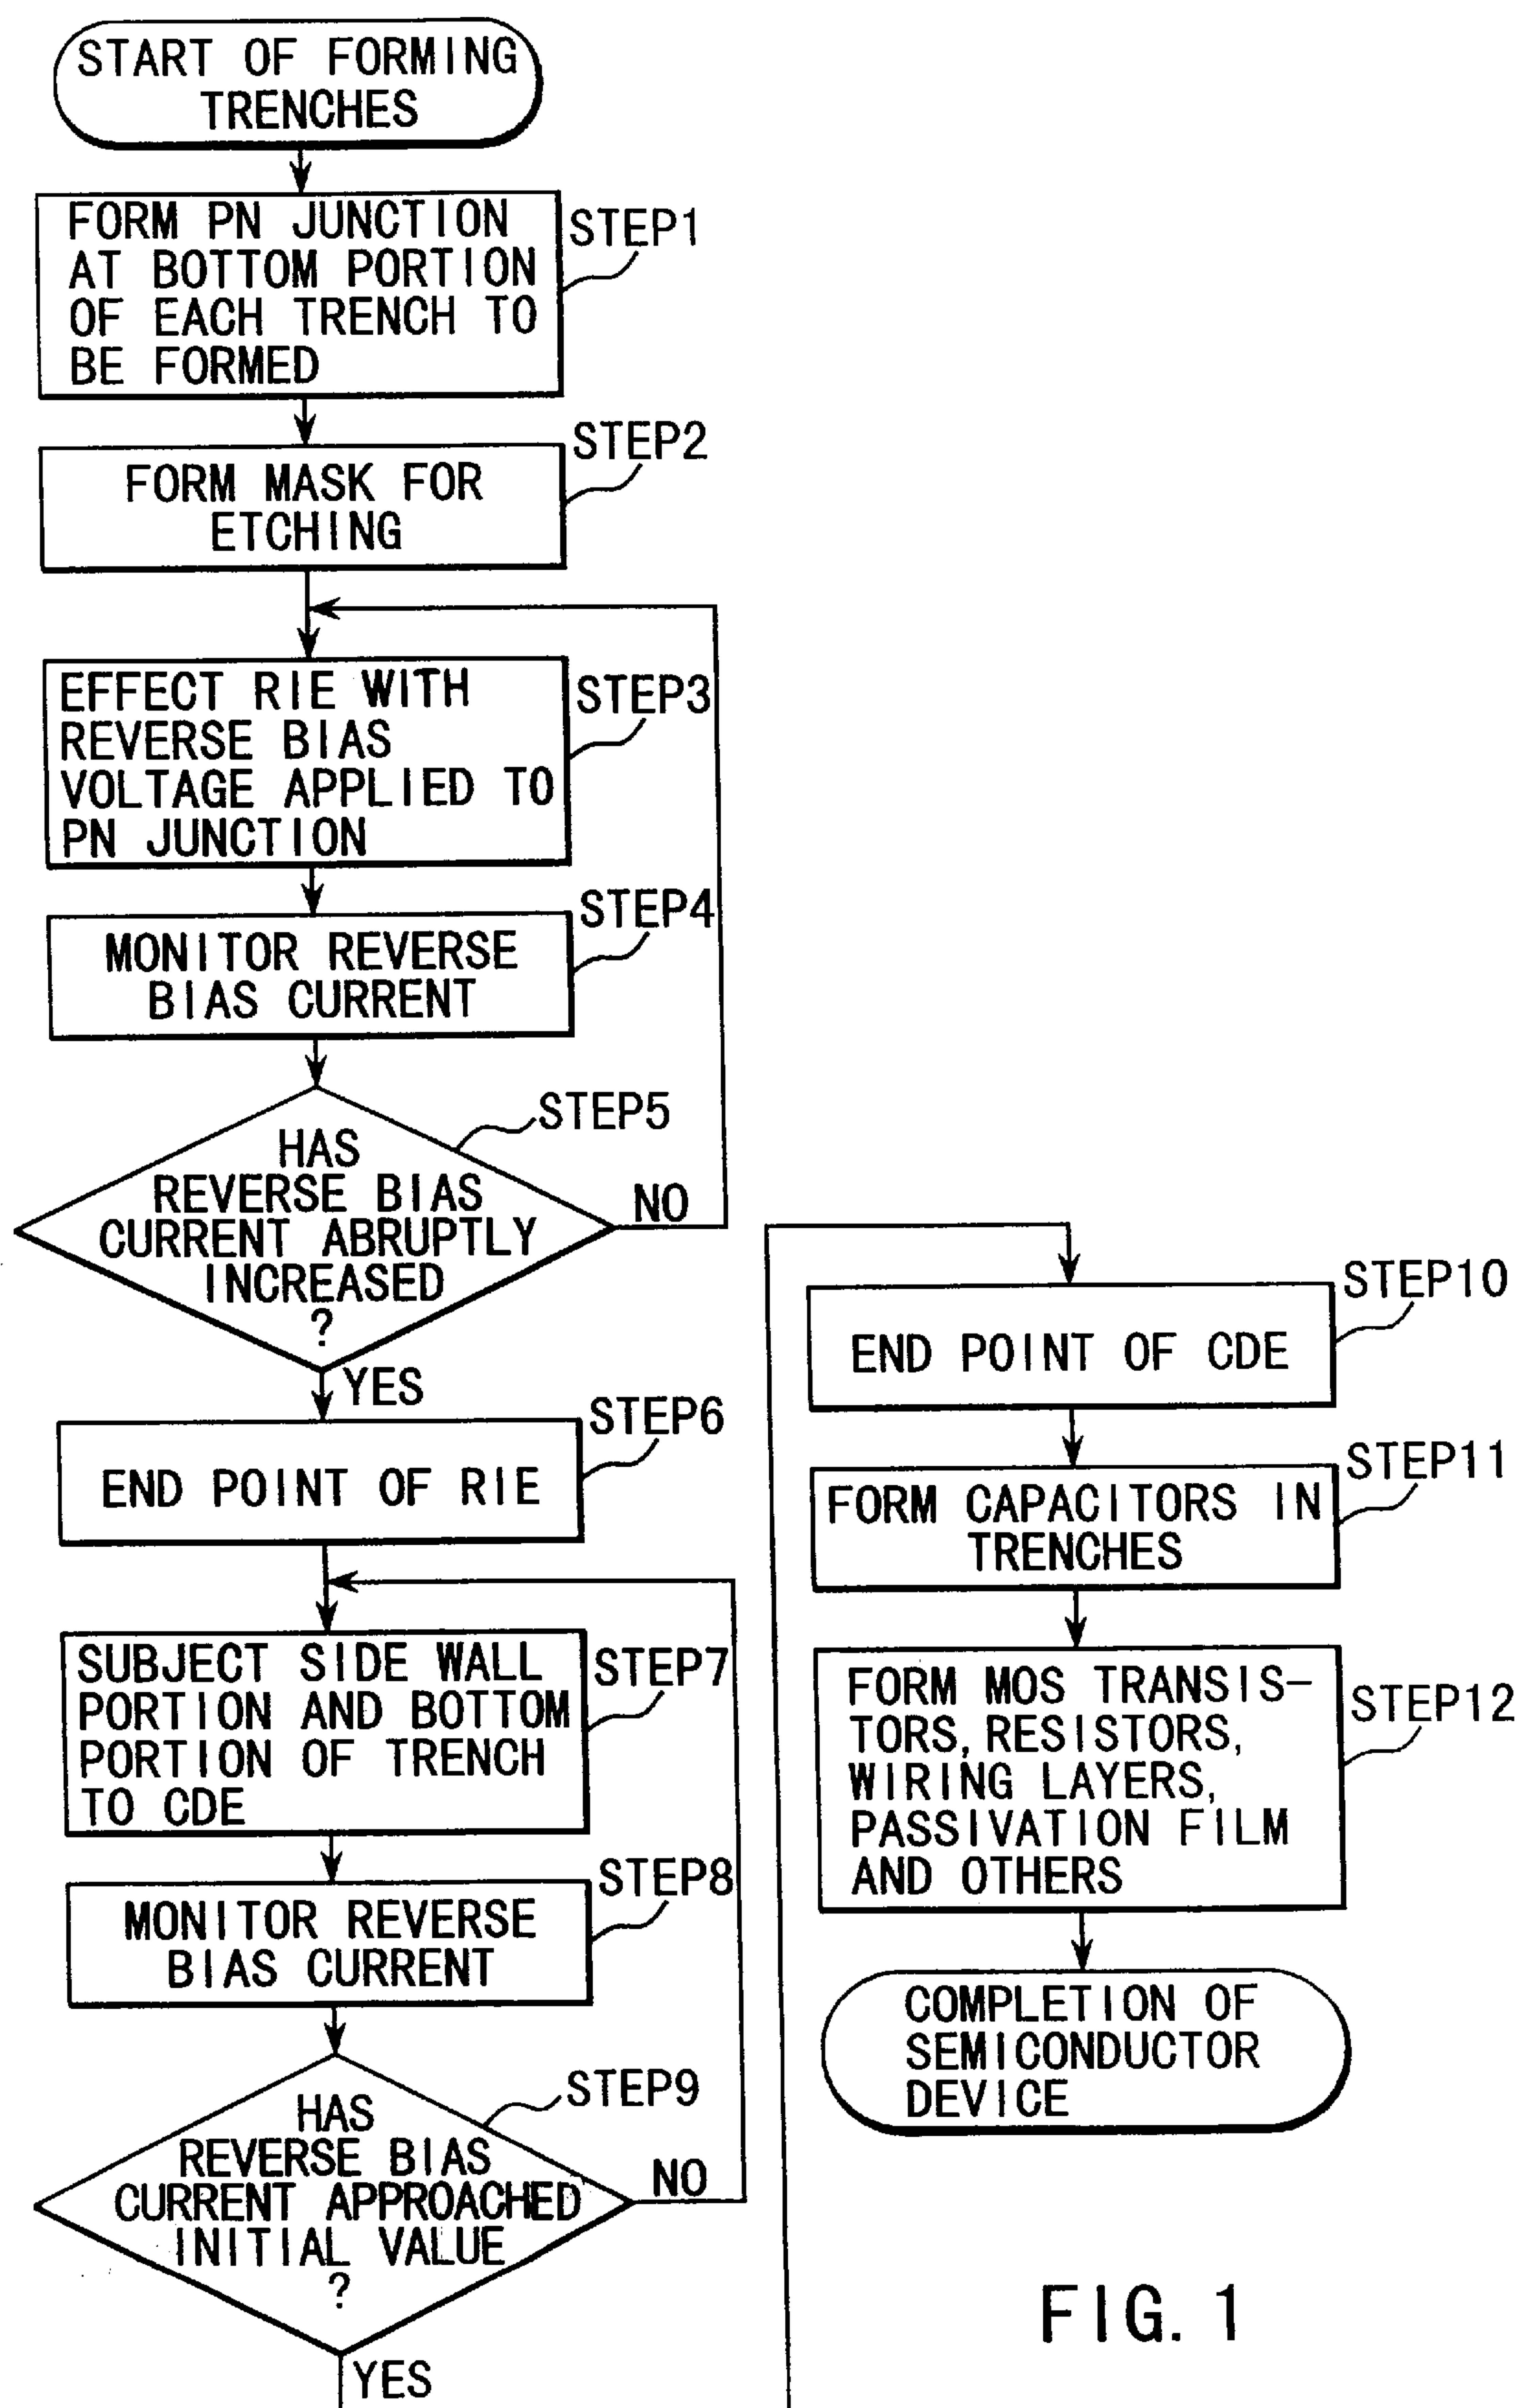 START OF FORMING
TRENCHES
FORM PN JUNCTION
AT BOTTOM PORTION
OF EACH TRENCH TO
BE FORMED
STEP1
FORM MASK FOR
ETCHING
STEP2
EFFECT RIE WITH
REVERSE BIAS
VOLTAGE APPLIED TO
PN JUNCTION
STEP3
MONITOR REVERSE
BIAS CURRENT
STEP4
HAS
REVERSE BIAS
CURRENT ABRUPTLY
INCREASED
?
STEP5
NO
YES
END POINT OF RIE
STEP6
SUBJECT SIDE WALL
PORTION AND BOTTOM
PORTION OF TRENCH
TO CDE
STEP7
MONITOR REVERSE
BIAS CURRENT
STEP8
HAS
REVERSE BIAS
CURRENT APPROACHED
INITIAL VALUE
?
STEP9
NO
YES
END POINT OF CDE
STEP10
FORM CAPACITORS IN
TRENCHES
STEP11
FORM MOS TRANSIS-
TORS, RESISTORS,
WIRING LAYERS,
PASSIVATION FILM
AND OTHERS
STEP12
COMPLETION OF
SEMICONDUCTOR
DEVICE
FIG. 1